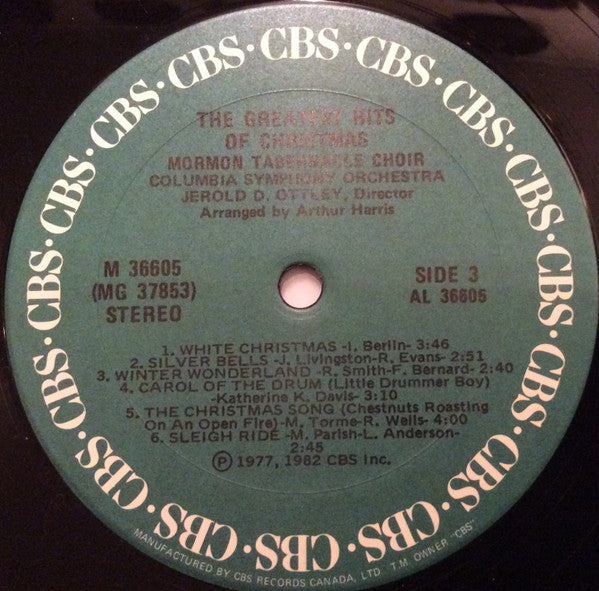 THE GREATEST HITS
OF CHRISTMAS
MORMON TABERNACLE CHOIR
COLUMBIA SYMPHONY ORCHESTRA
JEROLD D. OTTLEY, Director
Arranged by Arthur Harris
M 36605
(MG 37853)
STEREO
SIDE 3
AL 36605
1. WHITE CHRISTMAS -I. Berlin- 3:46
2. SILVER BELLS -J. Livingston-R. Evans- 2:51
3. WINTER WONDERLAND -R. Smith-F. Bernard- 2:40
4. CAROL OF THE DRUM (Little Drummer Boy)
-Katherine K. Davis- 3:10
5. THE CHRISTMAS SONG (Chestnuts Roasting
On An Open Fire)-M. Torme-R. Wells- 4:00
6. SLEIGH RIDE -M. Parish-L. Anderson-
2:45
Ⓟ 1977, 1982 CBS Inc.
CBS·CBS·CBS·CBS·CBS·CBS·CBS·CBS·CBS·CBS·CBS·CBS·CBS·CBS·CBS·CBS·CBS·CBS·
MANUFACTURED BY CBS RECORDS CANADA, LTD T.M. OWNER "CBS"